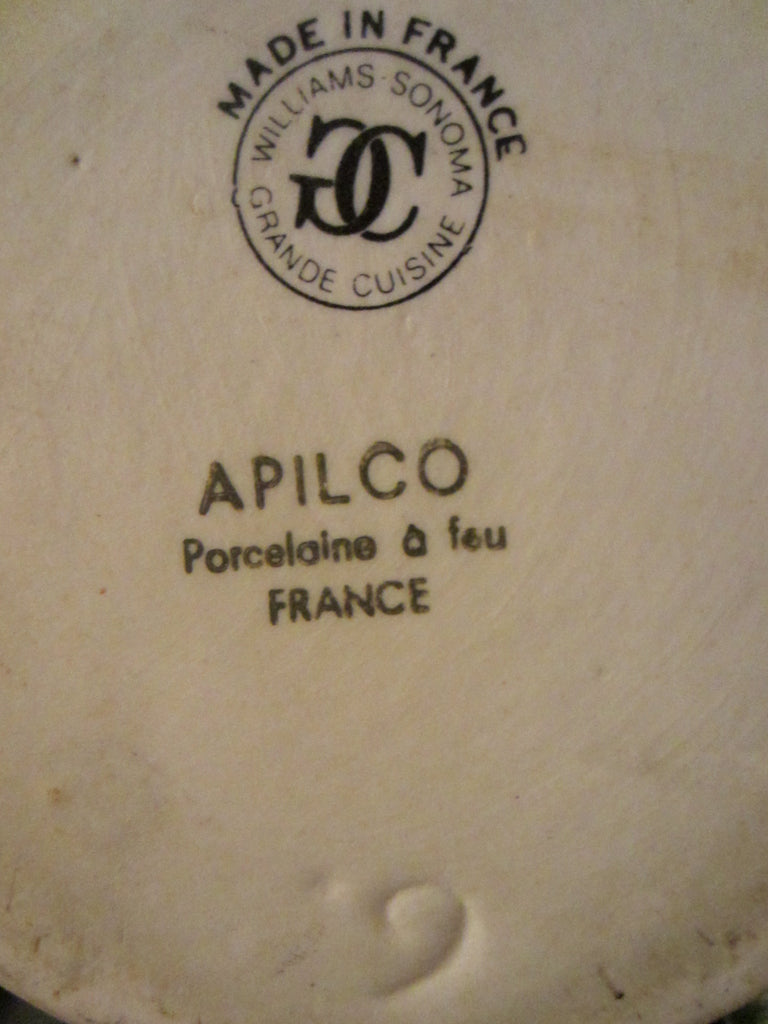 MADE IN FRANCE
WILLIAMS-SONOMA
GRANDE CUISINE
GC
APILCO
Porcelaine à feu
FRANCE